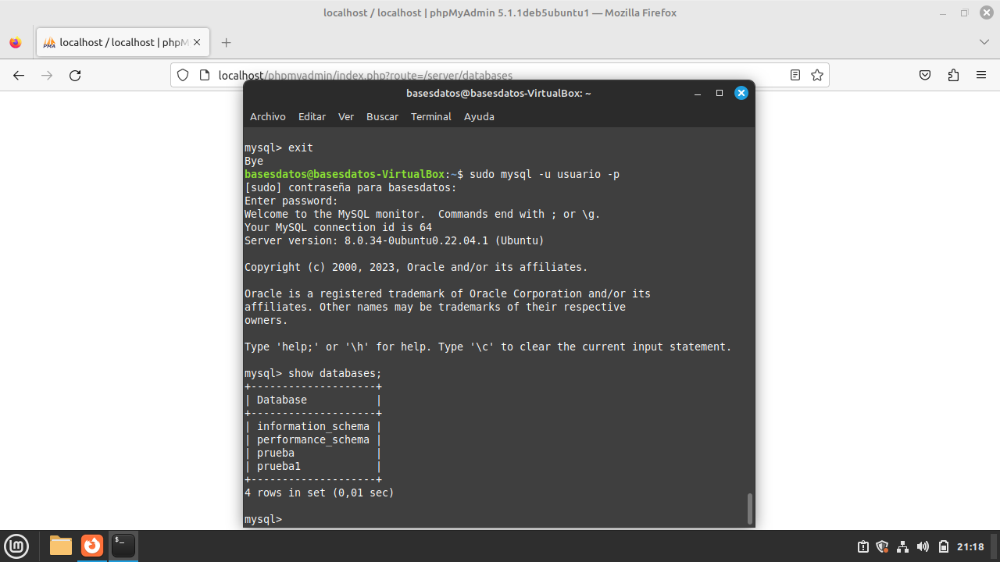 localhost / localhost | phpMyAdmin 5.1.1deb5ubuntu1 — Mozilla Firefox
PMA localhost / localhost | phpM
localhost/phpmyadmin/index.php?route=/server/databases
basesdatos@basesdatos-VirtualBox: ~
Archivo Editar Ver Buscar Terminal Ayuda
mysql> exit
Bye
basesdatos@basesdatos-VirtualBox:~$ sudo mysql -u usuario -p
[sudo] contraseña para basesdatos:
Enter password:
Welcome to the MySQL monitor.  Commands end with ; or \g.
Your MySQL connection id is 64
Server version: 8.0.34-0ubuntu0.22.04.1 (Ubuntu)
Copyright (c) 2000, 2023, Oracle and/or its affiliates.
Oracle is a registered trademark of Oracle Corporation and/or its
affiliates. Other names may be trademarks of their respective
owners.
Type 'help;' or '\h' for help. Type '\c' to clear the current input statement.
mysql> show databases;
+--------------------+
| Database           |
+--------------------+
| information_schema |
| performance_schema |
| prueba             |
| prueba1            |
+--------------------+
4 rows in set (0,01 sec)
mysql>
21:18